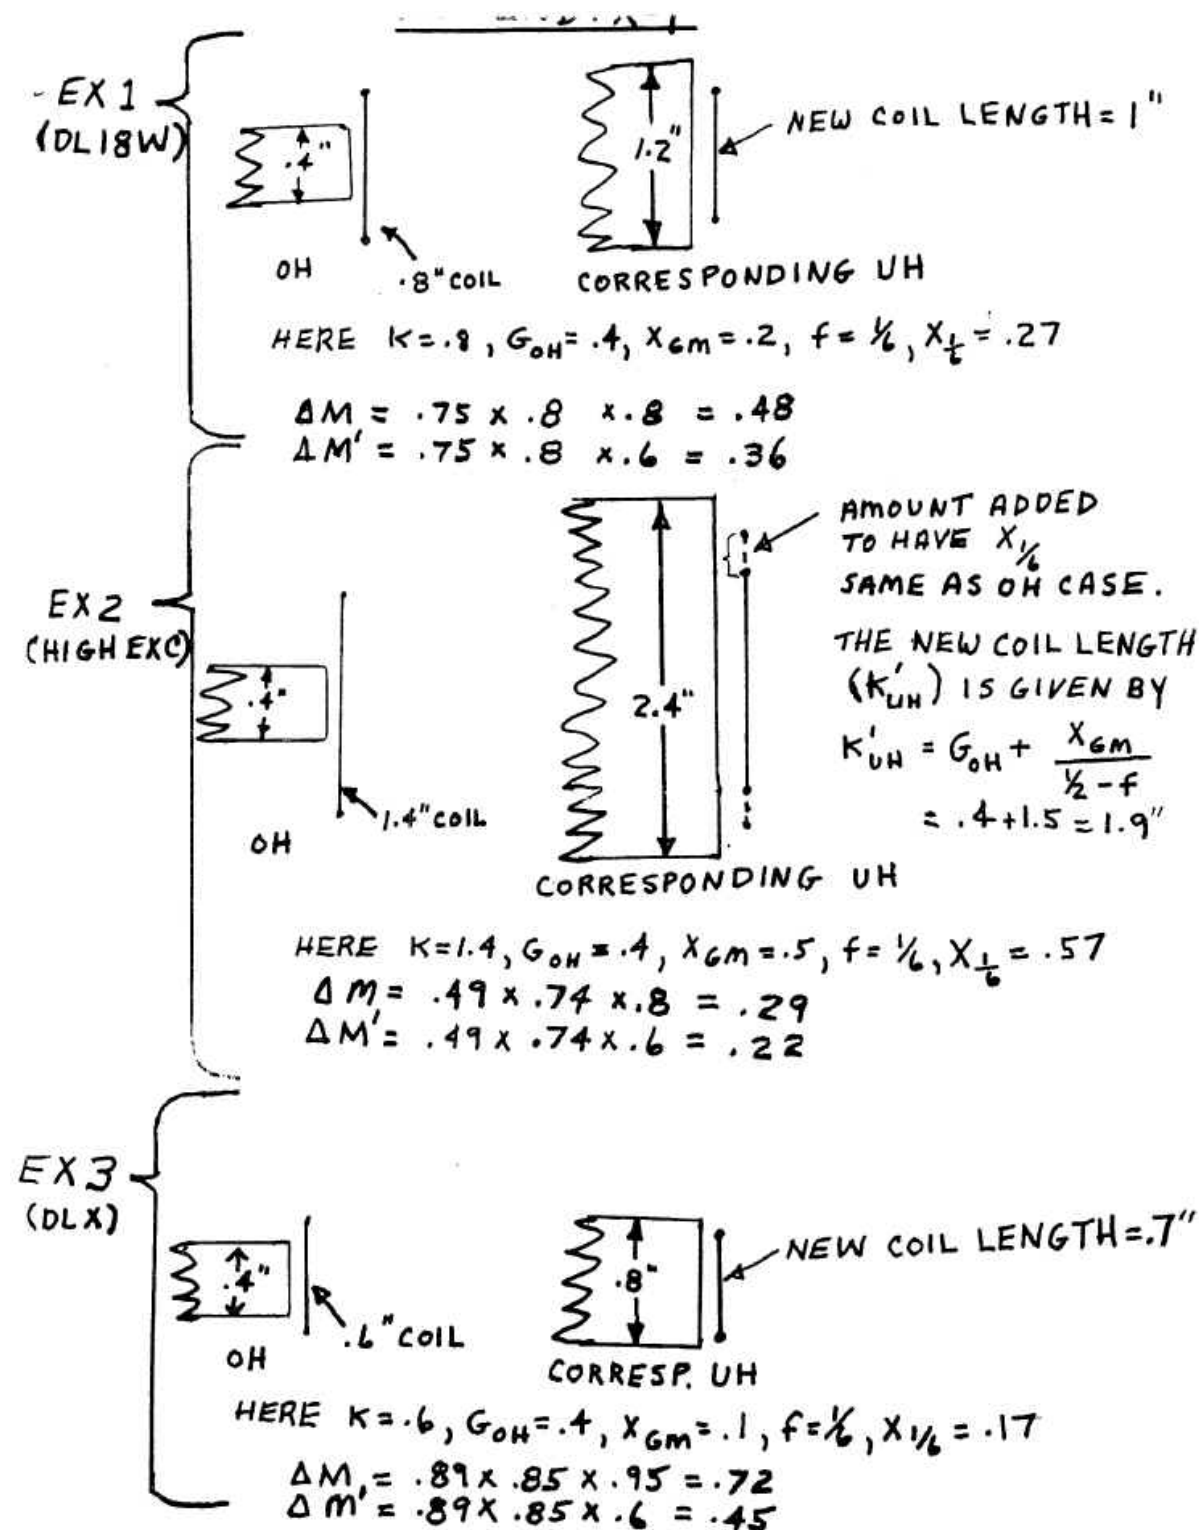 EX 1
(DL18W)
.4"
OH
.8" COIL
1.2"
CORRESPONDING UH
NEW COIL LENGTH = 1"
HERE K=.8, G_OH = .4, X_GM = .2, f = 1/6, X_1/6 = .27
ΔM = .75 x .8 x .8 = .48
ΔM' = .75 x .8 x .6 = .36
EX 2
(HIGH EXC)
.4"
OH
1.4" COIL
2.4"
CORRESPONDING UH
AMOUNT ADDED
TO HAVE X_1/6
SAME AS OH CASE.
THE NEW COIL LENGTH
(K'_UH) IS GIVEN BY
K'_UH = G_OH + X_GM / (1/2 - f)
= .4 + 1.5 = 1.9"
HERE K=1.4, G_OH = .4, X_GM = .5, f = 1/6, X_1/6 = .57
ΔM = .49 x .74 x .8 = .29
ΔM' = .49 x .74 x .6 = .22
EX 3
(DLX)
.4"
OH
.6" COIL
.8"
CORRESP. UH
NEW COIL LENGTH = .7"
HERE K=.6, G_OH = .4, X_GM = .1, f = 1/6, X_1/6 = .17
ΔM = .89 x .85 x .95 = .72
ΔM' = .89 x .85 x .6 = .45